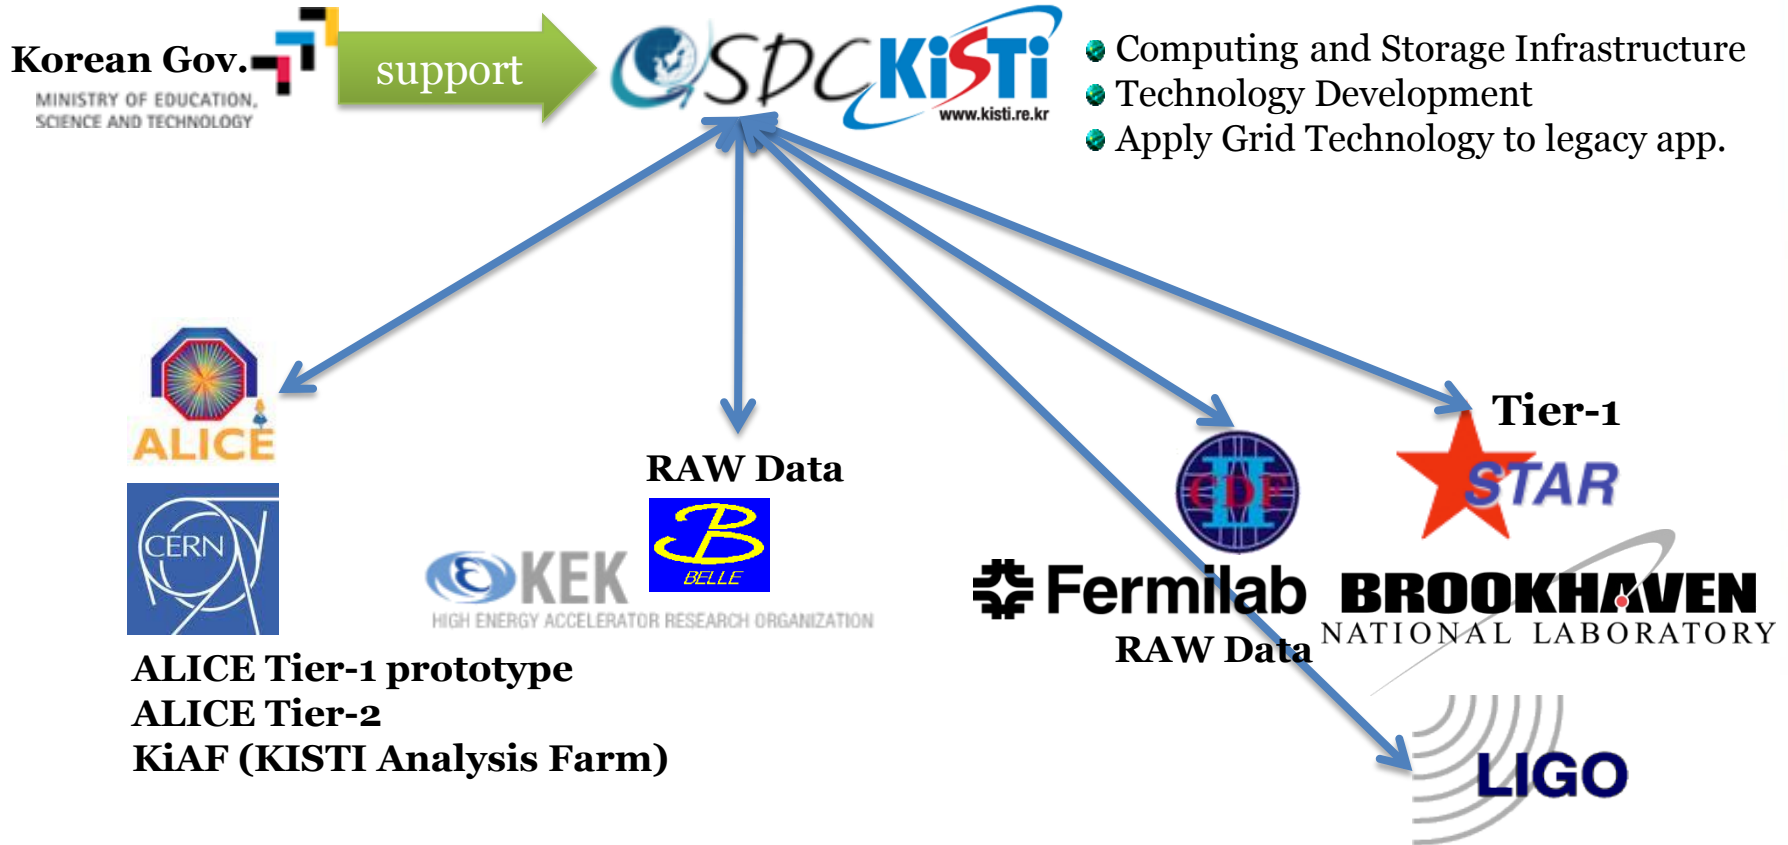 Korean Gov.
MINISTRY OF EDUCATION,
SCIENCE AND TECHNOLOGY
support
GSDC
KiSTi
www.kisti.re.kr
Computing and Storage Infrastructure
Technology Development
Apply Grid Technology to legacy app.
ALICE
CERN
ALICE Tier-1 prototype
ALICE Tier-2
KiAF (KISTI Analysis Farm)
RAW Data
BELLE
KEK
HIGH ENERGY ACCELERATOR RESEARCH ORGANIZATION
CDF
II
Fermilab
RAW Data
Tier-1
STAR
BROOKHAVEN
NATIONAL LABORATORY
LIGO